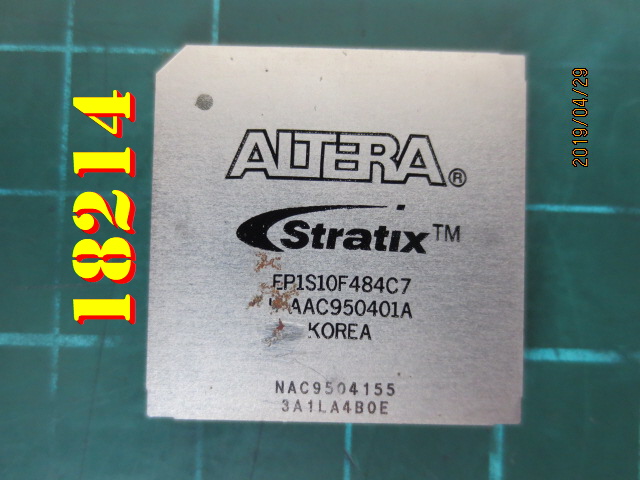 ALTERA®
Stratix™
EP1S10F484C7
AAC950401A
KOREA
NAC9504155
3A1LA4B0E
18214
2019/04/29